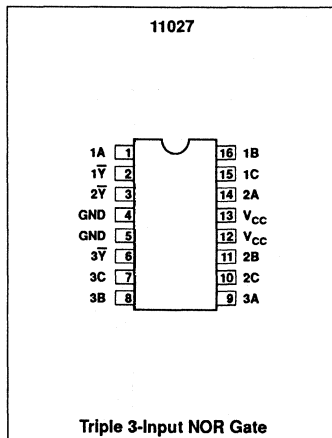 11027
1A 1 16 1B
1Y̅ 2 15 1C
2Y̅ 3 14 2A
GND 4 13 VCC
GND 5 12 VCC
3Y̅ 6 11 2B
3C 7 10 2C
3B 8 9 3A
Triple 3-Input NOR Gate